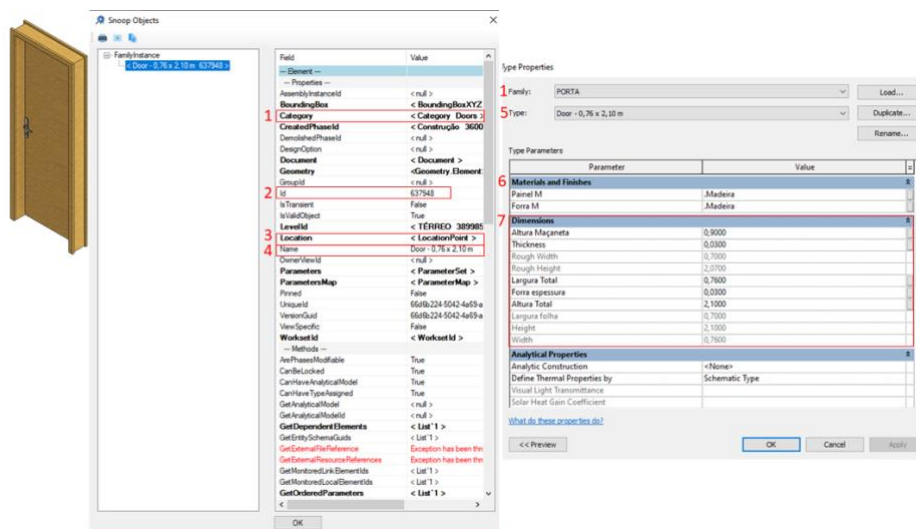 Snoop Objects
FamilyInstance
< Door - 0,76 x 2,10 m 637948 >
Field Value
-- Element --
-- Properties --
AssemblyInstanceId < null >
BoundingBox < BoundingBoxXYZ
1 Category < Category Doors >
CreatedPhaseId < Construção 3600
DemolishedPhaseId < null >
DesignOption < null >
Document < Document >
Geometry <Geometry.Element
GroupId < null >
2 Id 637948
IsTransient False
IsValidObject True
LevelId < TÉRREO 389985
3 Location < LocationPoint >
4 Name Door - 0,76 x 2,10 m
OwnerViewId < null >
Parameters < ParameterSet >
ParametersMap < ParameterMap >
Pinned False
UniqueId 66d6b224-5042-4a69-a
VersionGuid 66d6b224-5042-4a69-a
ViewSpecific False
WorksetId < WorksetId >
-- Methods --
ArePhasesModifiable True
CanBeLocked True
CanHaveAnalyticalModel True
CanHaveTypeAssigned True
GetAnalyticalModel < null >
GetAnalyticalModelId < null >
GetDependentElements < List`1 >
GetEntitySchemaGuids < List`1 >
GetExternalFileReference Exception has been thr
GetExternalResourceReferences Exception has been thr
GetMonitoredLinkElementIds < List`1 >
GetMonitoredLocalElementIds < List`1 >
GetOrderedParameters < List`1 >
OK
Type Properties
1 Family: PORTA Load...
5 Type: Door - 0,76 x 2,10 m Duplicate...
Rename...
Type Parameters
Parameter Value =
6 Materials and Finishes
Painel M .Madeira
Forra M .Madeira
7 Dimensions
Altura Maçaneta 0,9000
Thickness 0,0300
Rough Width 0,7000
Rough Height 2,0700
Largura Total 0,7600
Forra espessura 0,0300
Altura Total 2,1000
Largura folha 0,7000
Height 2,1000
Width 0,7600
Analytical Properties
Analytic Construction <None>
Define Thermal Properties by Schematic Type
Visual Light Transmittance
Solar Heat Gain Coefficient
What do these properties do?
<< Preview OK Cancel Apply